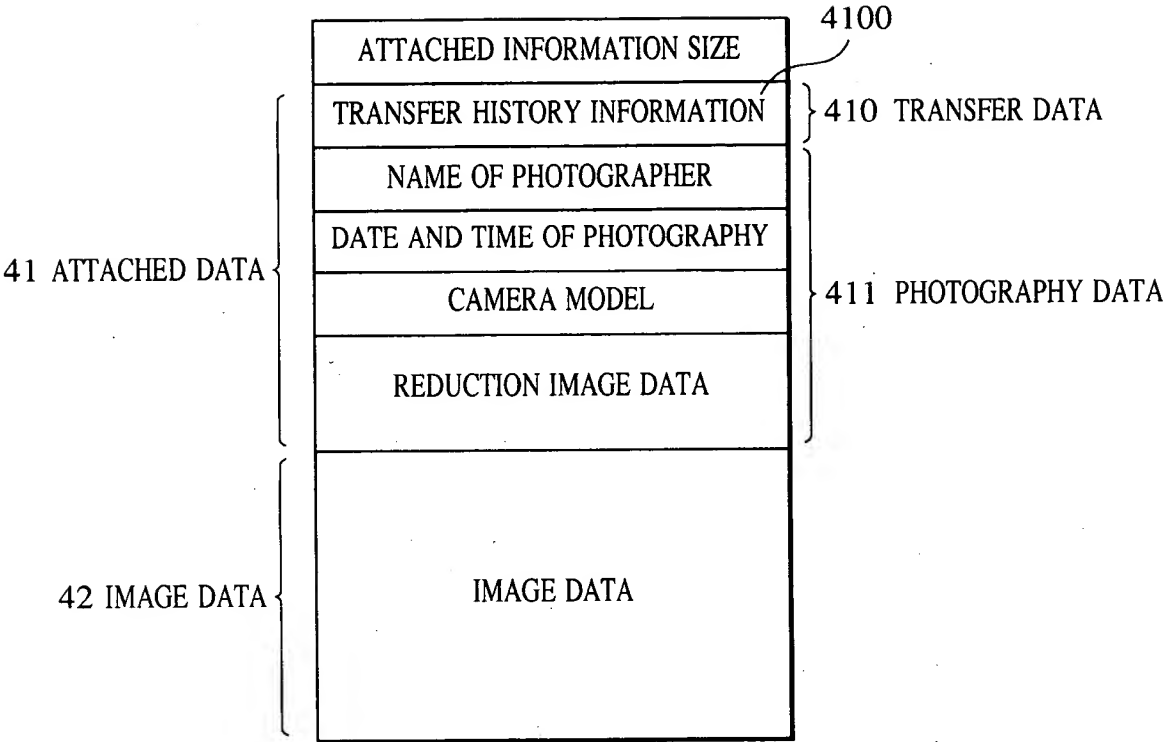 4100
ATTACHED INFORMATION SIZE
TRANSFER HISTORY INFORMATION
410 TRANSFER DATA
NAME OF PHOTOGRAPHER
DATE AND TIME OF PHOTOGRAPHY
41 ATTACHED DATA
CAMERA MODEL
411 PHOTOGRAPHY DATA
REDUCTION IMAGE DATA
42 IMAGE DATA
IMAGE DATA